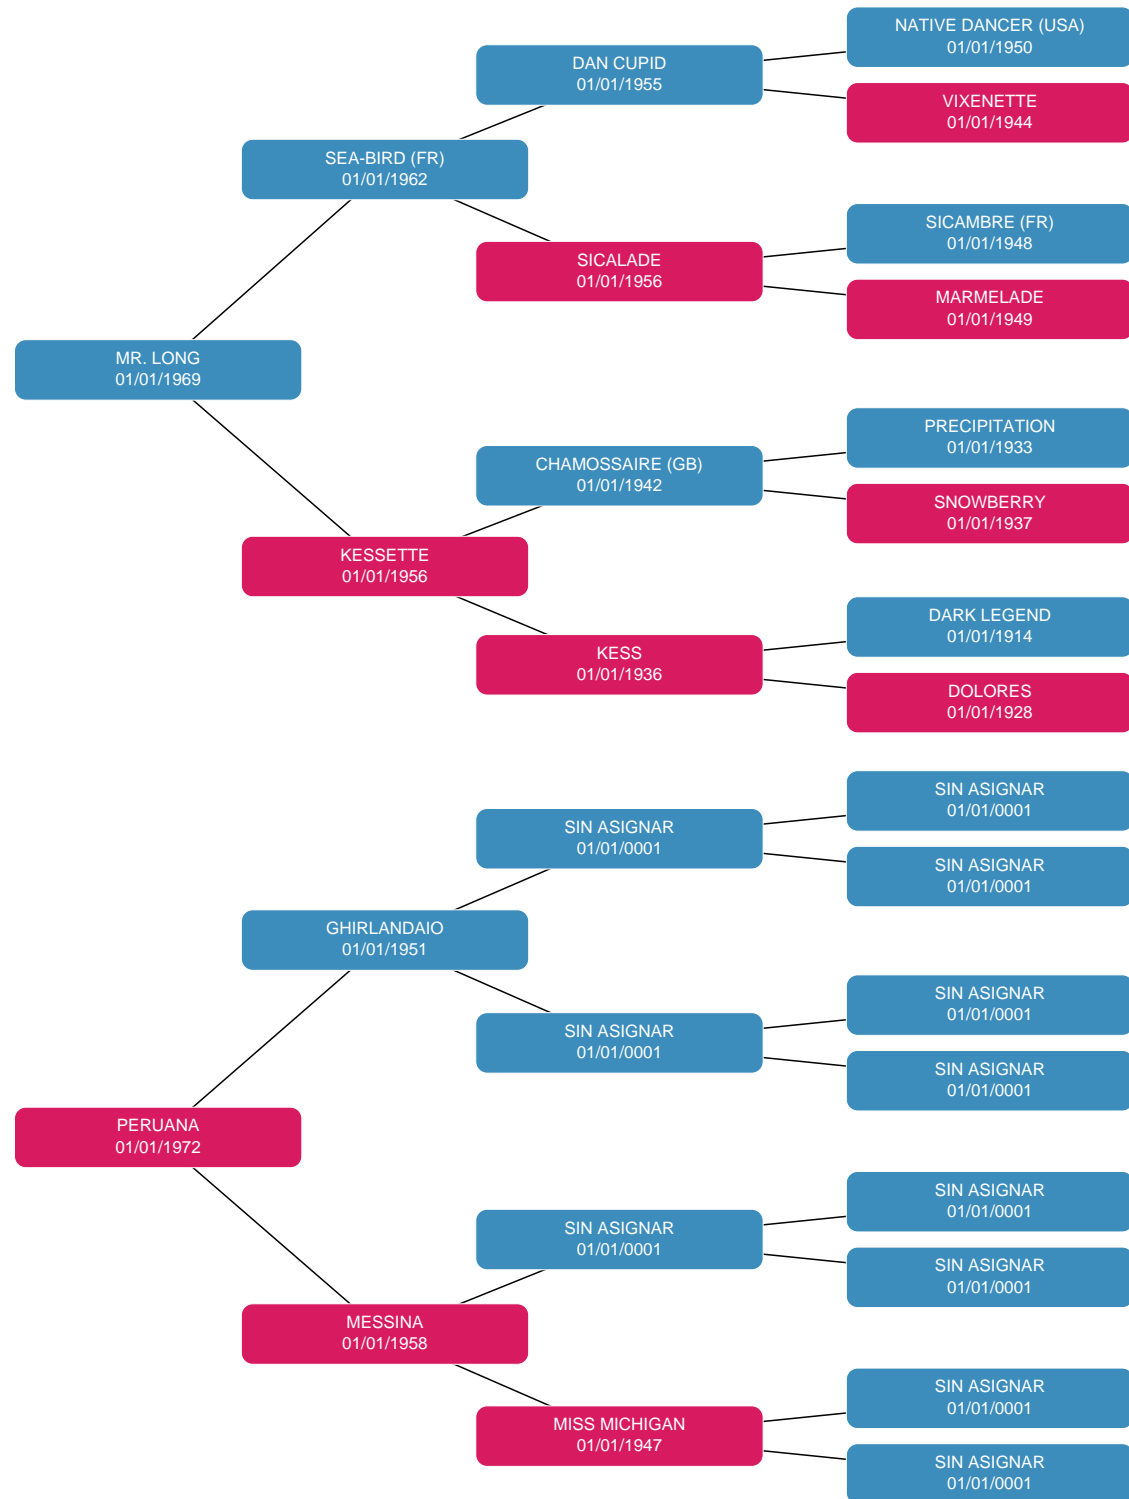 NATIVE DANCER (USA)
01/01/1950
DAN CUPID
01/01/1955
VIXENETTE
01/01/1944
SEA-BIRD (FR)
01/01/1962
SICAMBRE (FR)
01/01/1948
SICALADE
01/01/1956
MARMELADE
01/01/1949
MR. LONG
01/01/1969
PRECIPITATION
01/01/1933
CHAMOSSAIRE (GB)
01/01/1942
SNOWBERRY
01/01/1937
KESSETTE
01/01/1956
DARK LEGEND
01/01/1914
KESS
01/01/1936
DOLORES
01/01/1928
SIN ASIGNAR
01/01/0001
SIN ASIGNAR
01/01/0001
SIN ASIGNAR
01/01/0001
GHIRLANDAIO
01/01/1951
SIN ASIGNAR
01/01/0001
SIN ASIGNAR
01/01/0001
SIN ASIGNAR
01/01/0001
PERUANA
01/01/1972
SIN ASIGNAR
01/01/0001
SIN ASIGNAR
01/01/0001
SIN ASIGNAR
01/01/0001
MESSINA
01/01/1958
SIN ASIGNAR
01/01/0001
MISS MICHIGAN
01/01/1947
SIN ASIGNAR
01/01/0001